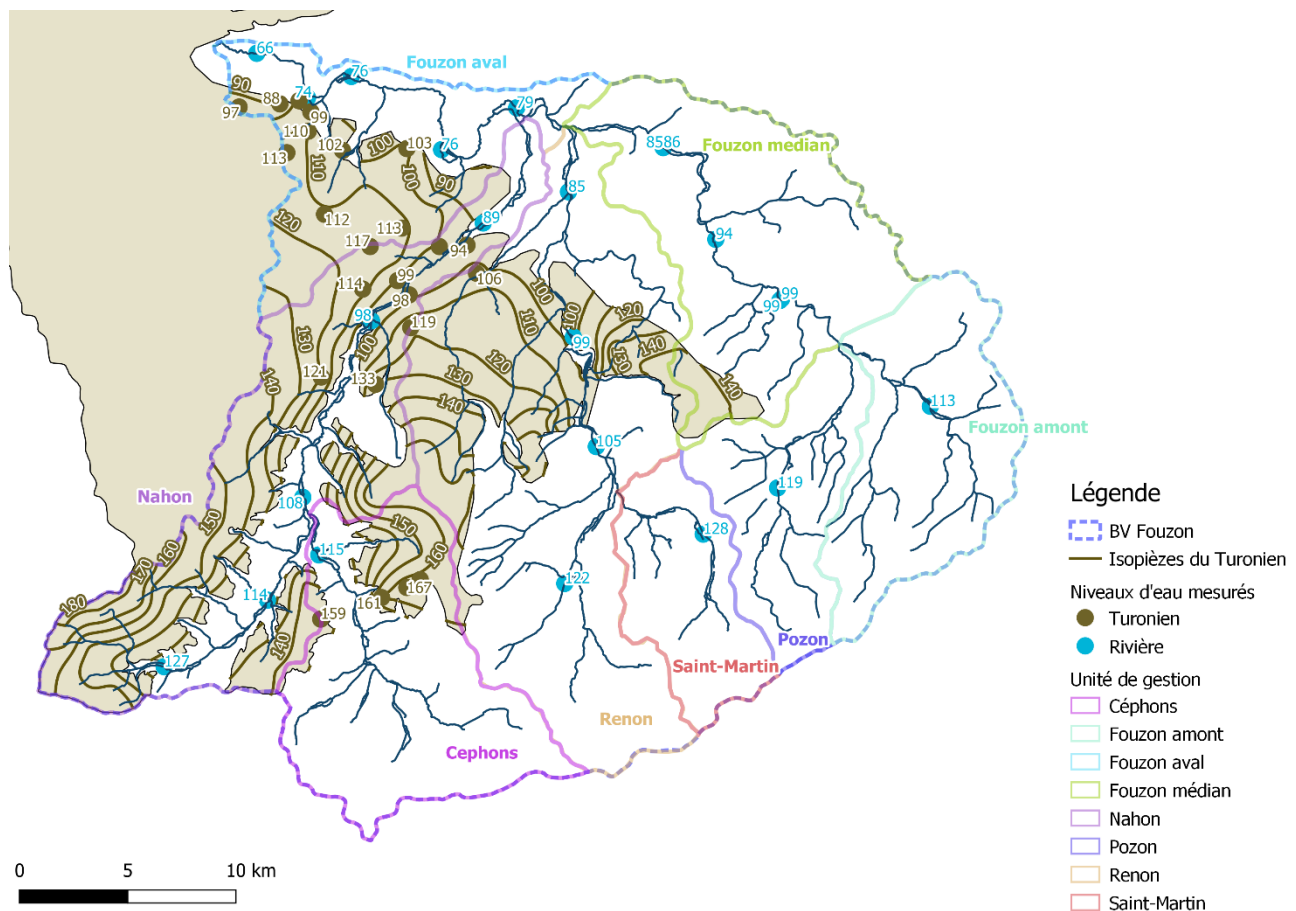 66
76
Fouzon aval
90
88
74
97
99
79
110
102
100
103
76
8586
Fouzon médian
113
110
100
90
85
120
112
113
89
94
117
94
114
99
106
100
99
99
98
98
110
100
120
119
99
130
100
130
140
121
133
120
140
130
140
140
113
Fouzon amont
105
119
Nahon
108
150
150
128
115
160
160
122
170
167
114
161
180
159
140
127
Pozon
Saint-Martin
Renon
Cephons
0 5 10 km
Légende
BV Fouzon
Isopièzes du Turonien
Niveaux d'eau mesurés
Turonien
Rivière
Unité de gestion
Céphons
Fouzon amont
Fouzon aval
Fouzon médian
Nahon
Pozon
Renon
Saint-Martin